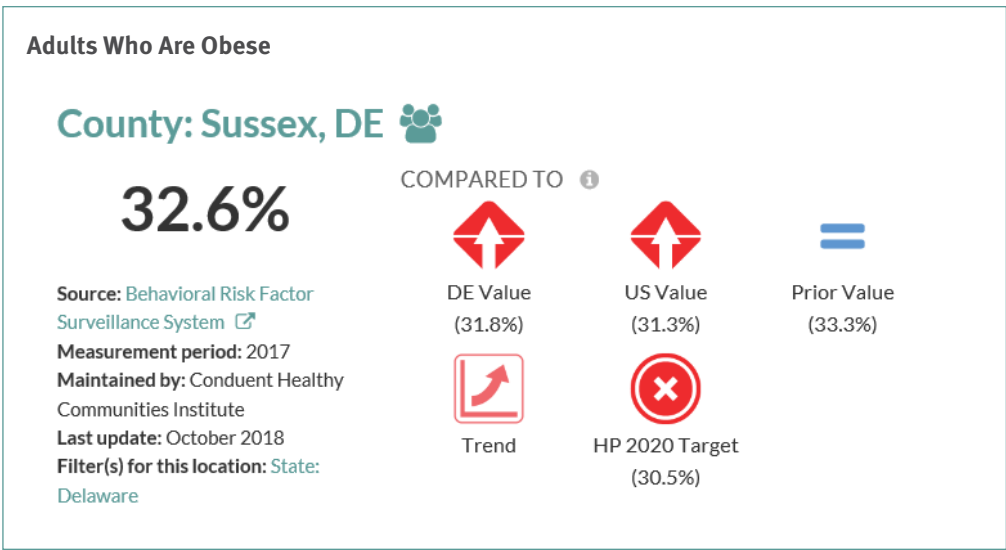 Adults Who Are Obese
County: Sussex, DE
32.6%
Source: Behavioral Risk Factor
Surveillance System
Measurement period: 2017
Maintained by: Conduent Healthy
Communities Institute
Last update: October 2018
Filter(s) for this location: State:
Delaware
COMPARED TO
DE Value
(31.8%)
US Value
(31.3%)
Prior Value
(33.3%)
Trend
HP 2020 Target
(30.5%)